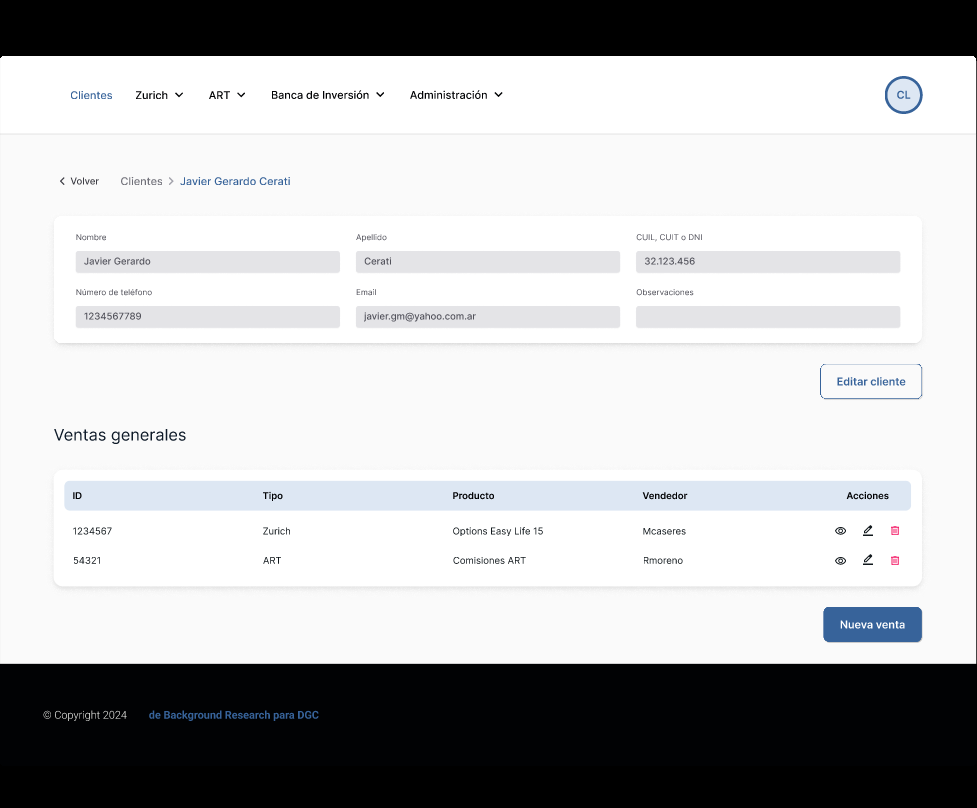 Clientes Zurich ART Banca de Inversión Administración CL
Volver Clientes > Javier Gerardo Cerati
Nombre Apellido CUIL, CUIT o DNI
Javier Gerardo Cerati 32.123.456
Número de teléfono Email Observaciones
1234567789 javier.gm@yahoo.com.ar
Editar cliente
Ventas generales
ID Tipo Producto Vendedor Acciones
1234567 Zurich Options Easy Life 15 Mcaseres
54321 ART Comisiones ART Rmoreno
Nueva venta
© Copyright 2024 de Background Research para DGC